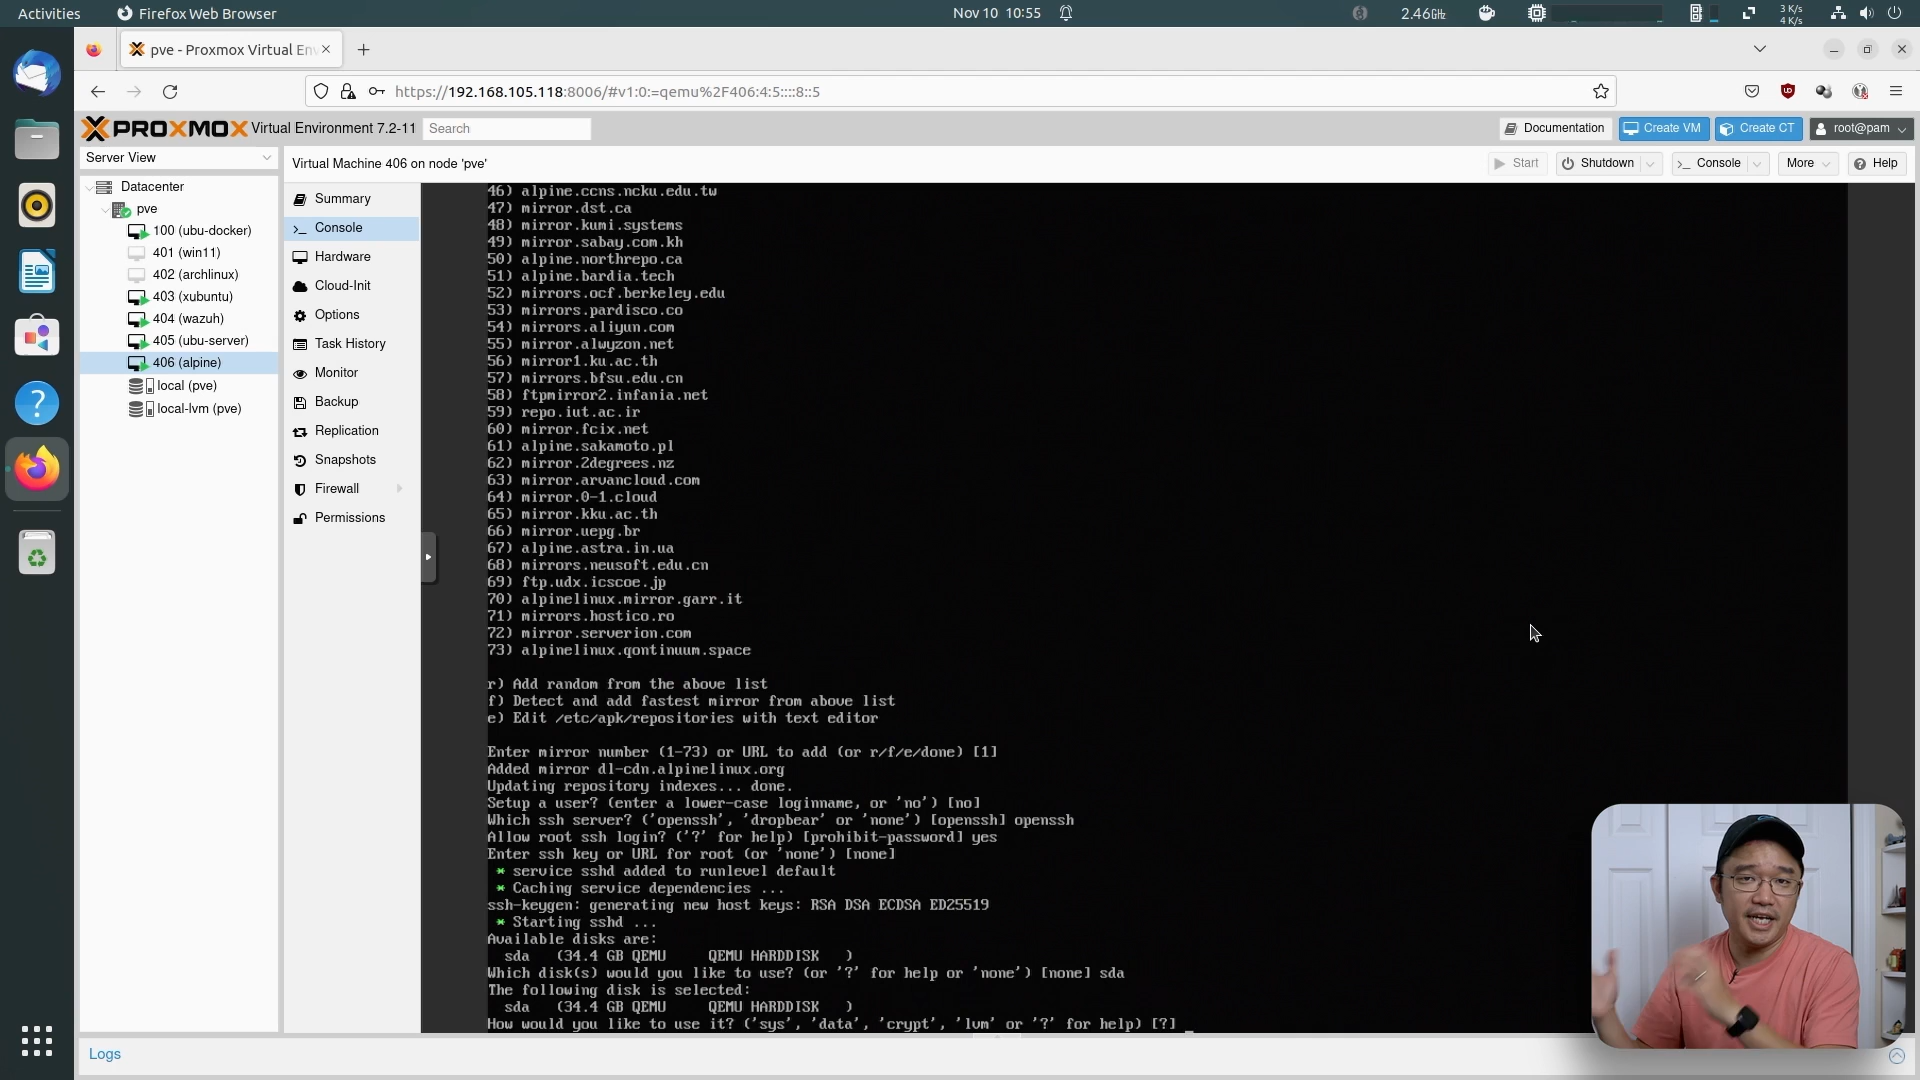 Activities
Firefox Web Browser
Nov 10 10:55
2.46GHz
3 K/s
4 K/s
pve - Proxmox Virtual En
https://192.168.105.118:8006/#v1:0:=qemu%2F406:4:5::::8::5
PROXMOX Virtual Environment 7.2-11
Search
Documentation
Create VM
Create CT
root@pam
Server View
Virtual Machine 406 on node 'pve'
Start
Shutdown
Console
More
Help
Datacenter
pve
100 (ubu-docker)
401 (win11)
402 (archlinux)
403 (xubuntu)
404 (wazuh)
405 (ubu-server)
406 (alpine)
local (pve)
local-lvm (pve)
Summary
Console
Hardware
Cloud-Init
Options
Task History
Monitor
Backup
Replication
Snapshots
Firewall
Permissions
46) alpine.ccns.ncku.edu.tw
47) mirror.dst.ca
48) mirror.kumi.systems
49) mirror.sabay.com.kh
50) alpine.northrepo.ca
51) alpine.bardia.tech
52) mirrors.ocf.berkeley.edu
53) mirrors.pardisco.co
54) mirrors.aliyun.com
55) mirror.alwyzon.net
56) mirror1.ku.ac.th
57) mirrors.bfsu.edu.cn
58) ftpmirror2.infania.net
59) repo.iut.ac.ir
60) mirror.fcix.net
61) alpine.sakamoto.pl
62) mirror.2degrees.nz
63) mirror.arvancloud.com
64) mirror.0-1.cloud
65) mirror.kku.ac.th
66) mirror.uepg.br
67) alpine.astra.in.ua
68) mirrors.neusoft.edu.cn
69) ftp.udx.icscoe.jp
70) alpinelinux.mirror.garr.it
71) mirrors.hostico.ro
72) mirror.serverion.com
73) alpinelinux.qontinuum.space
r) Add random from the above list
f) Detect and add fastest mirror from above list
e) Edit /etc/apk/repositories with text editor
Enter mirror number (1-73) or URL to add (or r/f/e/done) [1]
Added mirror dl-cdn.alpinelinux.org
Updating repository indexes... done.
Setup a user? (enter a lower-case loginname, or 'no') [no]
Which ssh server? ('openssh', 'dropbear' or 'none') [openssh] openssh
Allow root ssh login? ('?' for help) [prohibit-password] yes
Enter ssh key or URL for root (or 'none') [none]
* service sshd added to runlevel default
* Caching service dependencies ...
ssh-keygen: generating new host keys: RSA DSA ECDSA ED25519
* Starting sshd ...
Available disks are:
sda (34.4 GB QEMU QEMU HARDDISK )
Which disk(s) would you like to use? (or '?' for help or 'none') [none] sda
The following disk is selected:
sda (34.4 GB QEMU QEMU HARDDISK )
How would you like to use it? ('sys', 'data', 'crypt', 'lvm' or '?' for help) [?] _
Logs